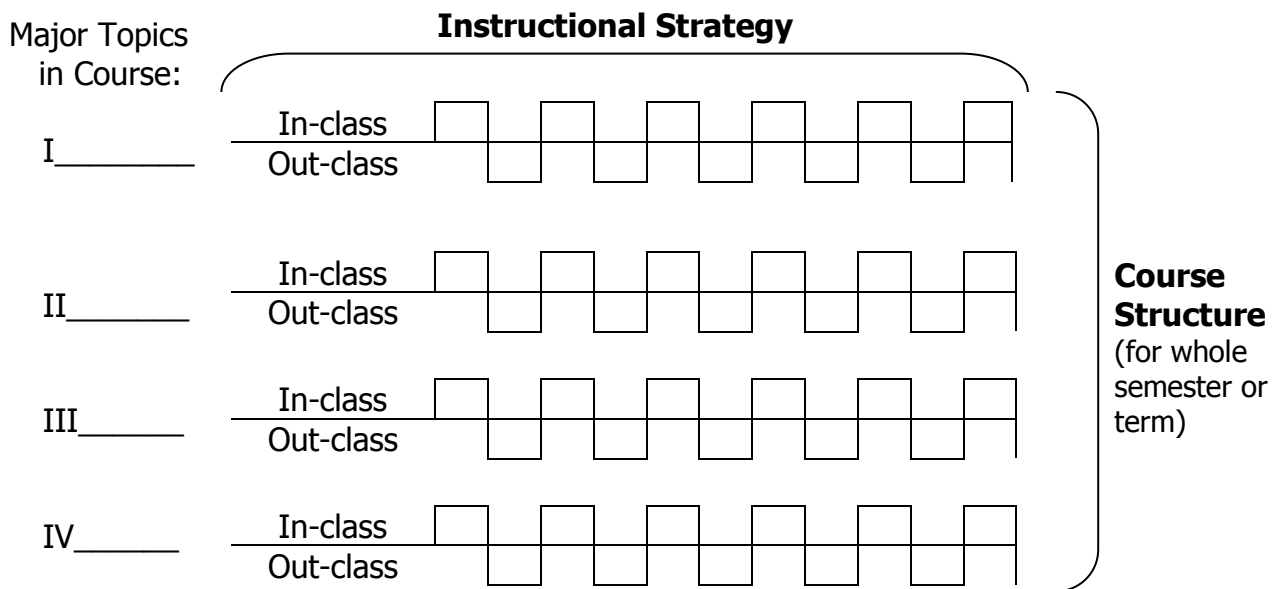 Instructional Strategy
Major Topics
in Course:
I________
In-class
Out-class
II_______
In-class
Out-class
III______
In-class
Out-class
IV______
In-class
Out-class
Course
Structure
(for whole
semester or
term)